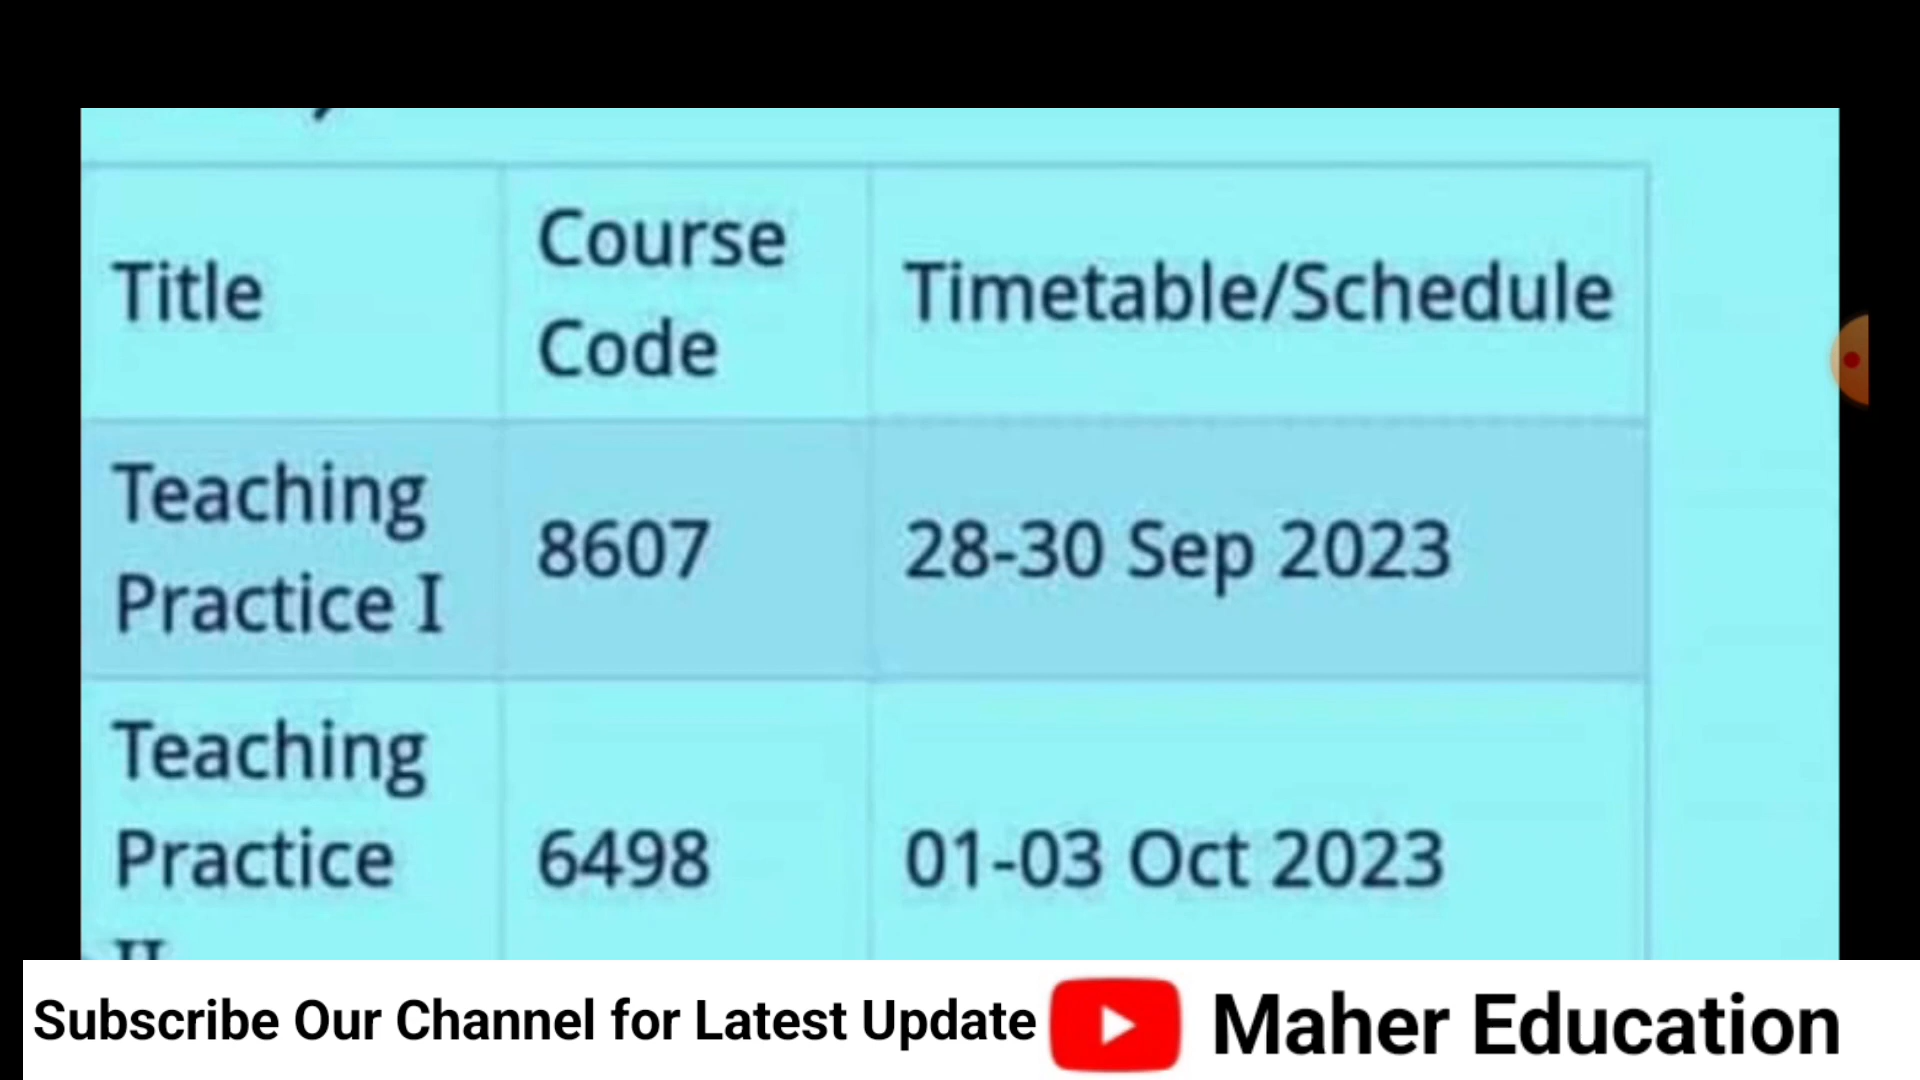 Title
Course
Code
Timetable/Schedule
Teaching
Practice I
8607
28-30 Sep 2023
Teaching
Practice
II
6498
01-03 Oct 2023
Subscribe Our Channel for Latest Update
Maher Education